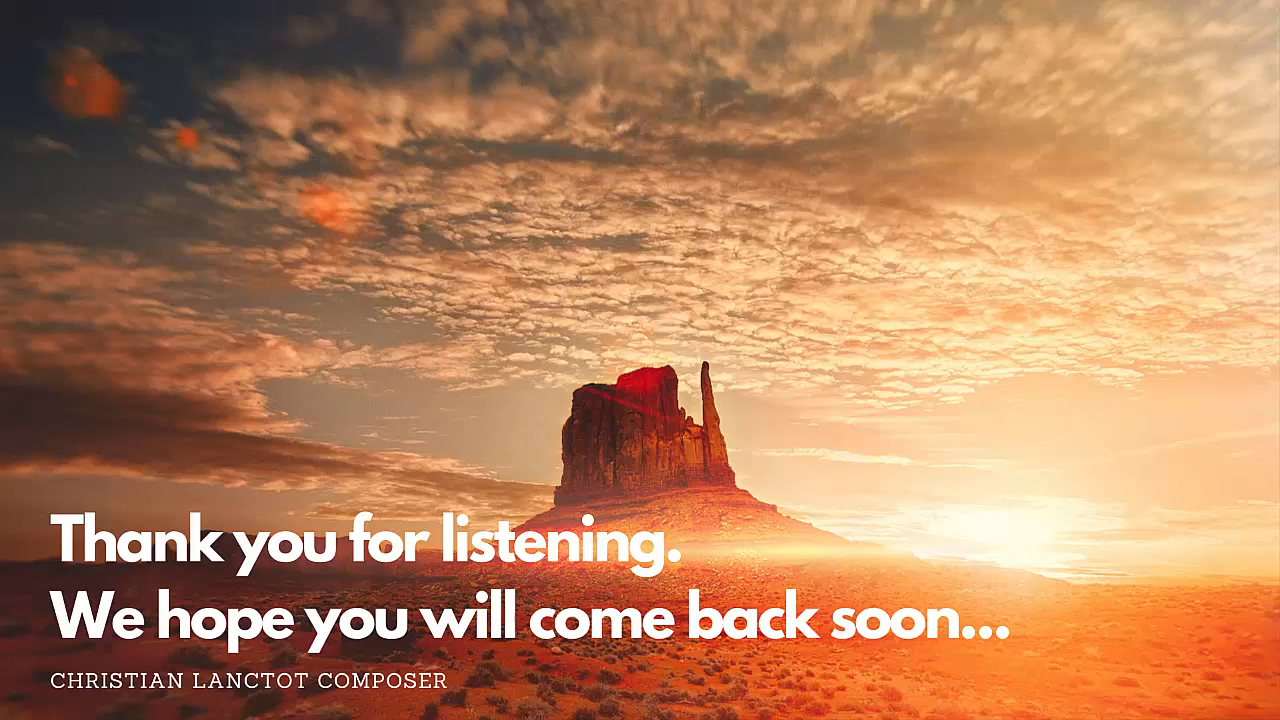 Thank you for listening.
We hope you will come back soon...
CHRISTIAN LANCTOT COMPOSER